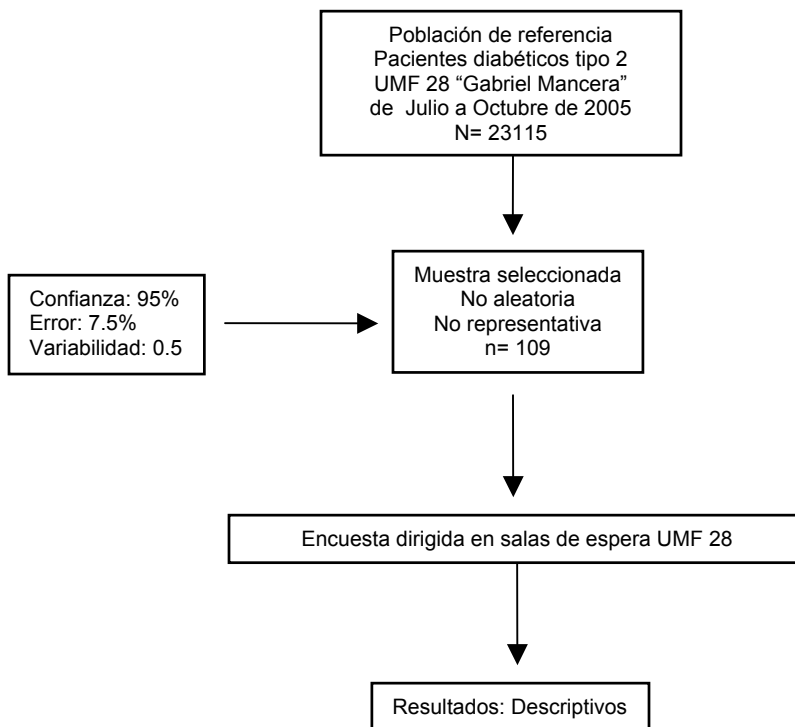 Población de referencia
Pacientes diabéticos tipo 2
UMF 28 “Gabriel Mancera”
de Julio a Octubre de 2005
N= 23115
Muestra seleccionada
No aleatoria
No representativa
n= 109
Confianza: 95%
Error: 7.5%
Variabilidad: 0.5
Encuesta dirigida en salas de espera UMF 28
Resultados: Descriptivos